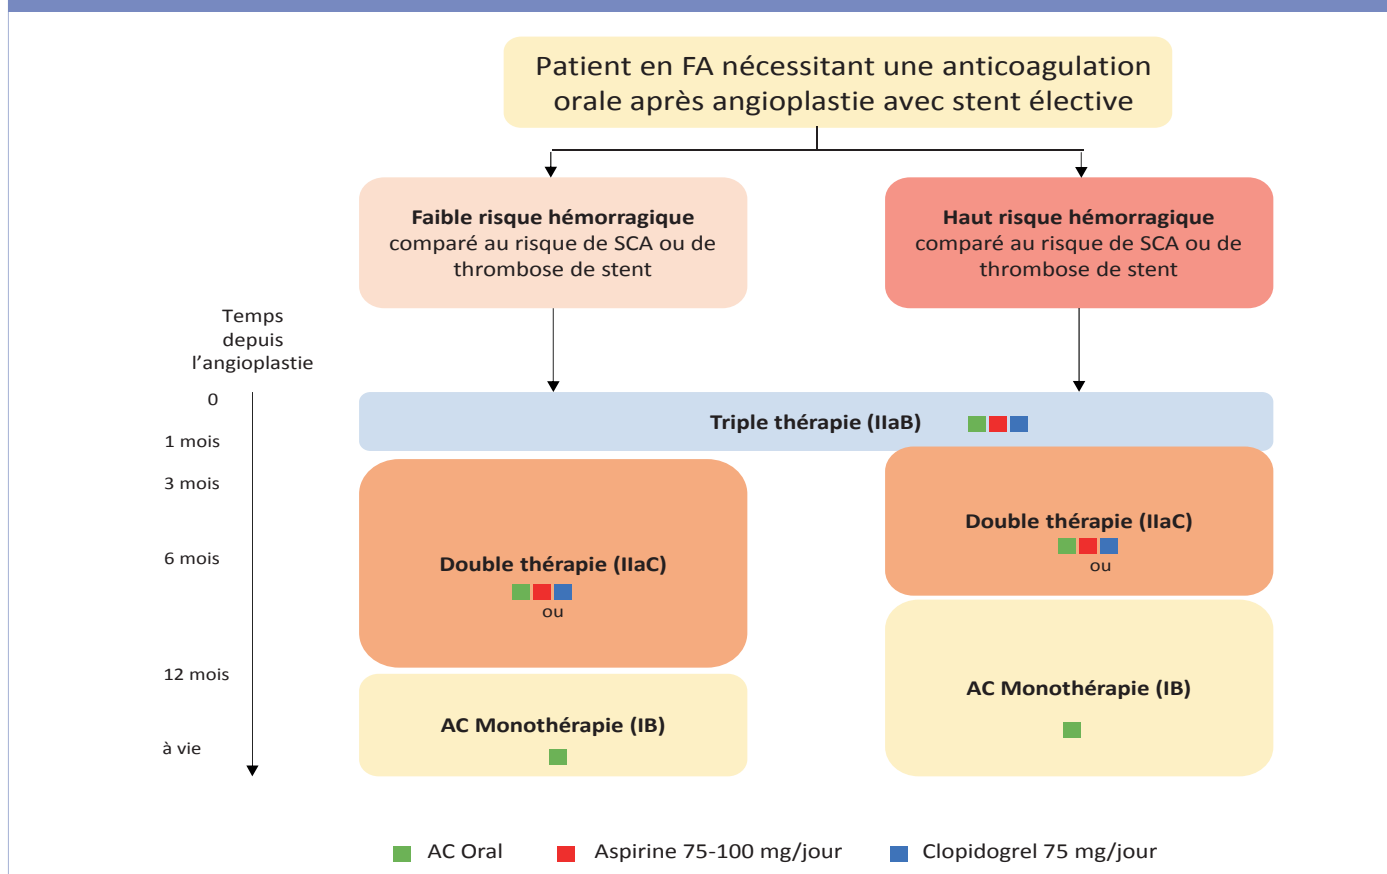 Patient en FA nécessitant une anticoagulation
orale après angioplastie avec stent élective
Faible risque hémorragique
comparé au risque de SCA ou de
thrombose de stent
Haut risque hémorragique
comparé au risque de SCA ou de
thrombose de stent
Temps
depuis
l’angioplastie
0
1 mois
3 mois
6 mois
12 mois
à vie
Triple thérapie (IIaB)
Double thérapie (IIaC)
ou
AC Monothérapie (IB)
Double thérapie (IIaC)
ou
AC Monothérapie (IB)
AC Oral
Aspirine 75-100 mg/jour
Clopidogrel 75 mg/jour